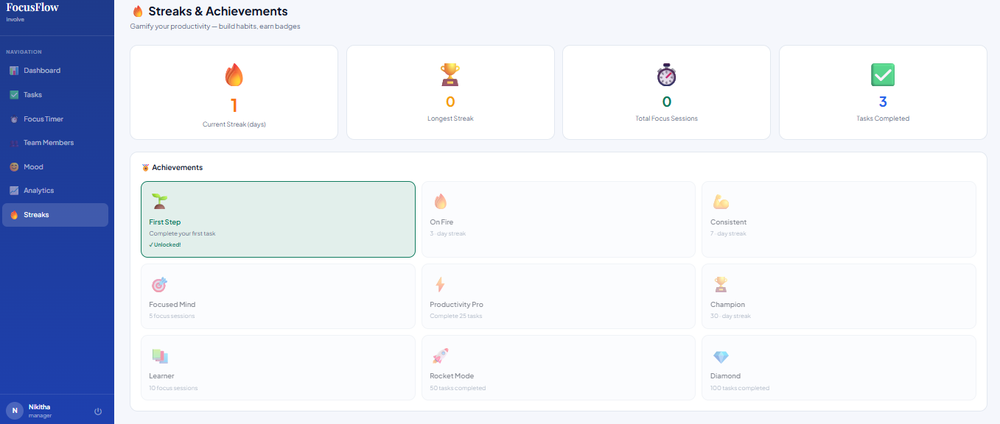 FocusFlow
Involve
NAVIGATION
Dashboard
Tasks
Focus Timer
Team Members
Mood
Analytics
Streaks
Nikitha
N
manager
Streaks & Achievements
Gamify your productivity — build habits, earn badges
1
Current Streak (days)
0
Longest Streak
0
Total Focus Sessions
3
Tasks Completed
Achievements
First Step
Complete your first task
✓ Unlocked!
On Fire
3-day streak
Consistent
7-day streak
Focused Mind
5 focus sessions
Productivity Pro
Complete 25 tasks
Champion
30-day streak
Learner
10 focus sessions
Rocket Mode
50 tasks completed
Diamond
100 tasks completed